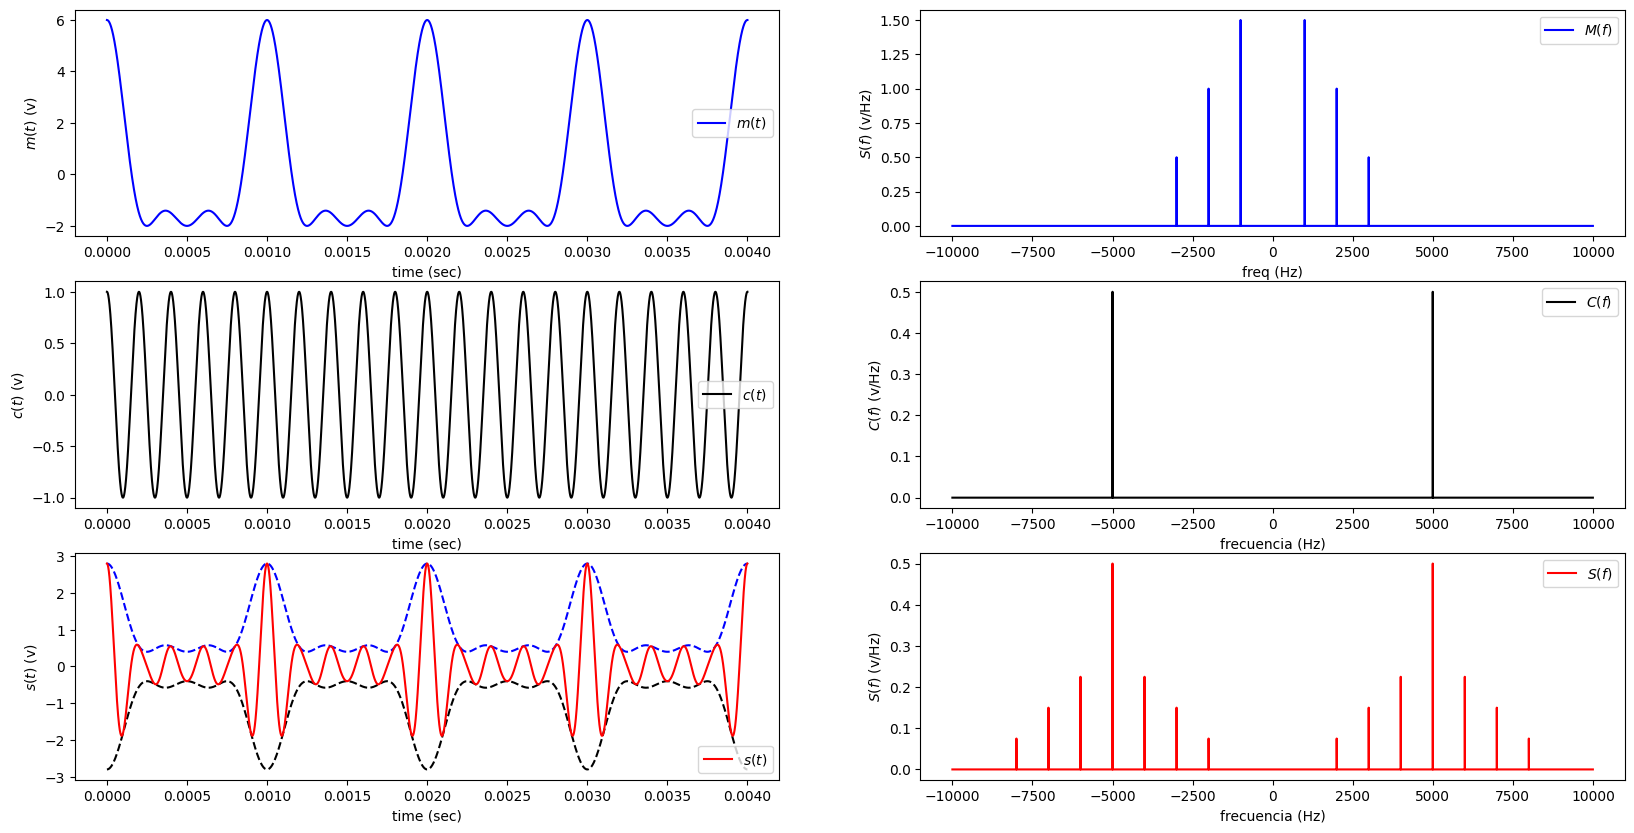 m(t) (v)
6
4
2
0
−2
m(t)
0.0000 0.0005 0.0010 0.0015 0.0020 0.0025 0.0030 0.0035 0.0040
time (sec)
S(f) (v/Hz)
1.50
1.25
1.00
0.75
0.50
0.25
0.00
M(f)
−10000 −7500 −5000 −2500 0 2500 5000 7500 10000
freq (Hz)
c(t) (v)
1.0
0.5
0.0
−0.5
−1.0
c(t)
0.0000 0.0005 0.0010 0.0015 0.0020 0.0025 0.0030 0.0035 0.0040
time (sec)
C(f) (v/Hz)
0.5
0.4
0.3
0.2
0.1
0.0
C(f)
−10000 −7500 −5000 −2500 0 2500 5000 7500 10000
frecuencia (Hz)
s(t) (v)
3
2
1
0
−1
−2
−3
s(t)
0.0000 0.0005 0.0010 0.0015 0.0020 0.0025 0.0030 0.0035 0.0040
time (sec)
S(f) (v/Hz)
0.5
0.4
0.3
0.2
0.1
0.0
S(f)
−10000 −7500 −5000 −2500 0 2500 5000 7500 10000
frecuencia (Hz)